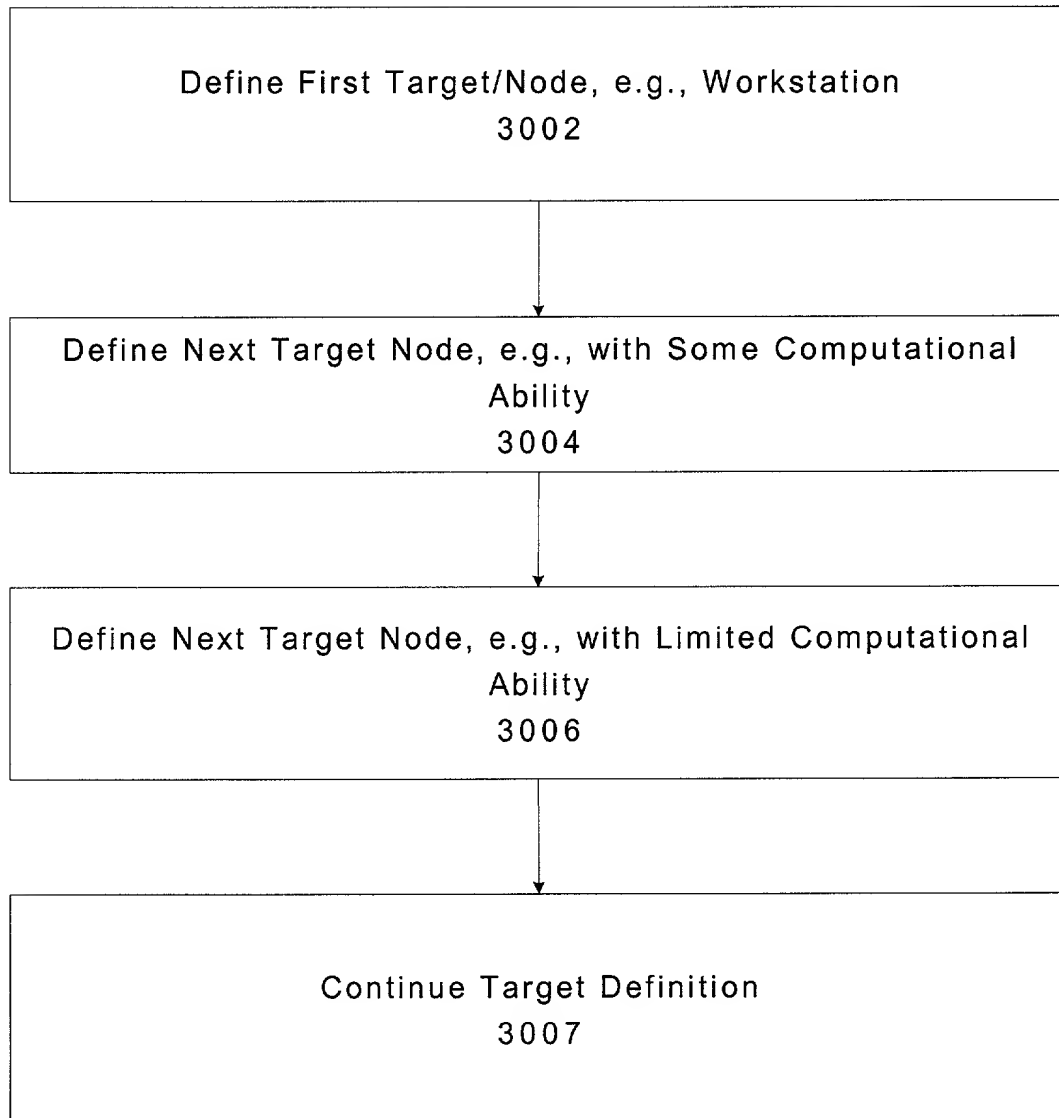 Define First Target/Node, e.g., Workstation
3002
Define Next Target Node, e.g., with Some Computational
Ability
3004
Define Next Target Node, e.g., with Limited Computational
Ability
3006
Continue Target Definition
3007